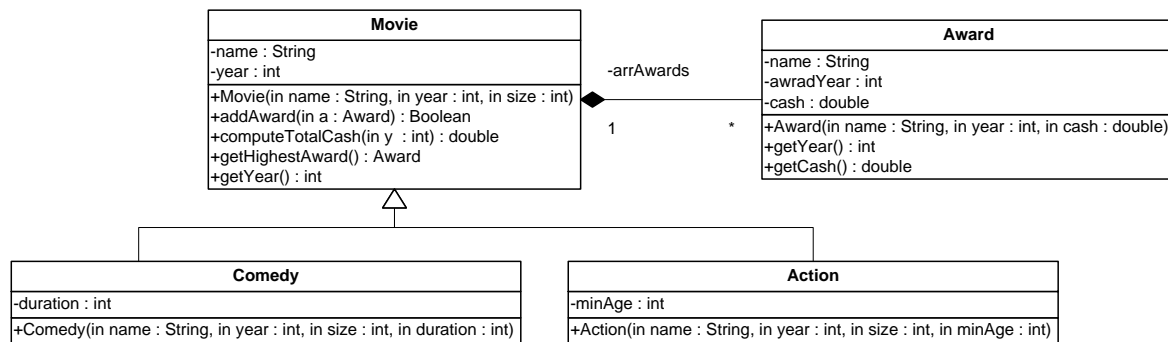 Movie
-name : String
-year : int
+Movie(in name : String, in year : int, in size : int)
+addAward(in a : Award) : Boolean
+computeTotalCash(in y : int) : double
+getHighestAward() : Award
+getYear() : int
-arrAwards
1
*
Award
-name : String
-awradYear : int
-cash : double
+Award(in name : String, in year : int, in cash : double)
+getYear() : int
+getCash() : double
Comedy
-duration : int
+Comedy(in name : String, in year : int, in size : int, in duration : int)
Action
-minAge : int
+Action(in name : String, in year : int, in size : int, in minAge : int)